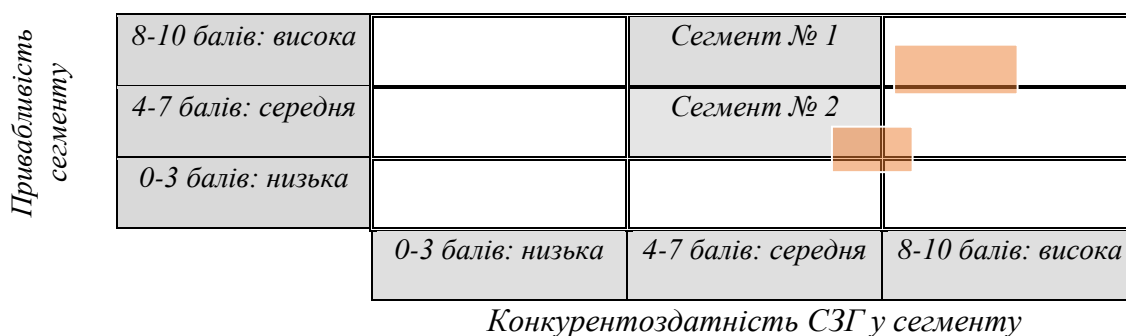 Привабливість
сегменту
8-10 балів: висока
Сегмент № 1
4-7 балів: середня
Сегмент № 2
0-3 балів: низька
0-3 балів: низька
4-7 балів: середня
8-10 балів: висока
Конкурентоздатність СЗГ у сегменту